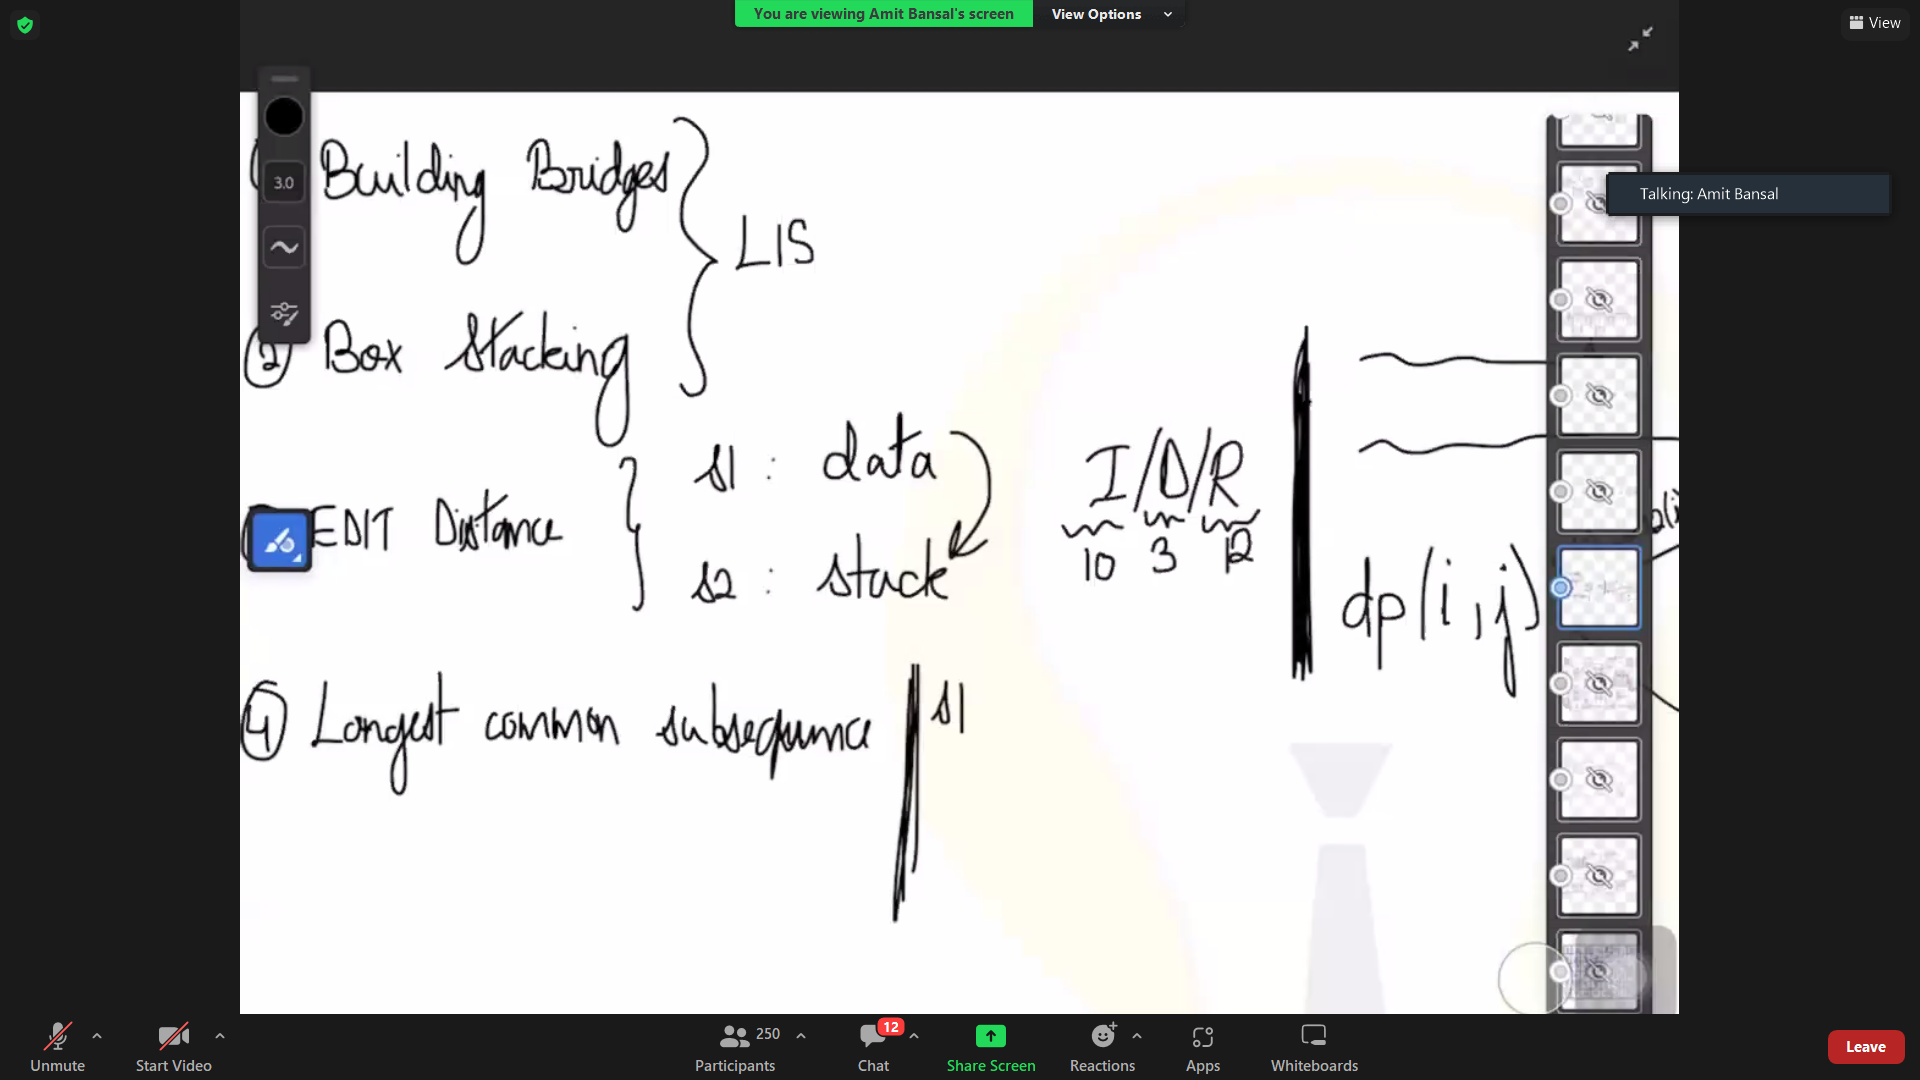 You are viewing Amit Bansal's screen
View Options
View
Talking: Amit Bansal
3.0
Building Bridges
LIS
② Box Stacking
s1 : data
I/D/R
10 3 12
EDIT Distance
s2 : stack
dp(i,j)
④ Longest common subsequence
s1
Unmute
Start Video
250
Participants
12
Chat
Share Screen
Reactions
Apps
Whiteboards
Leave